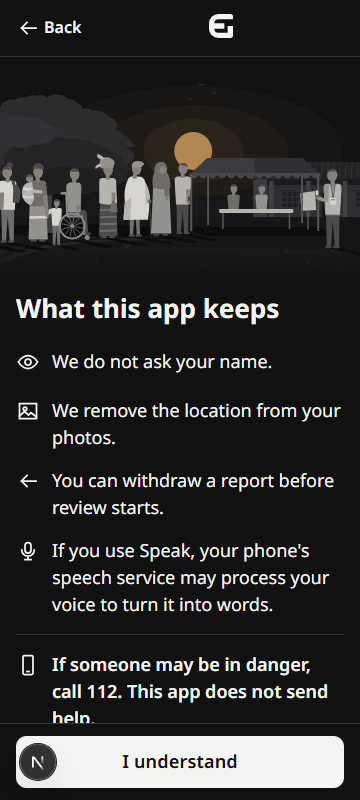 Back
What this app keeps
We do not ask your name.
We remove the location from your
photos.
You can withdraw a report before
review starts.
If you use Speak, your phone's
speech service may process your
voice to turn it into words.
If someone may be in danger,
call 112. This app does not send
help.
N
I understand